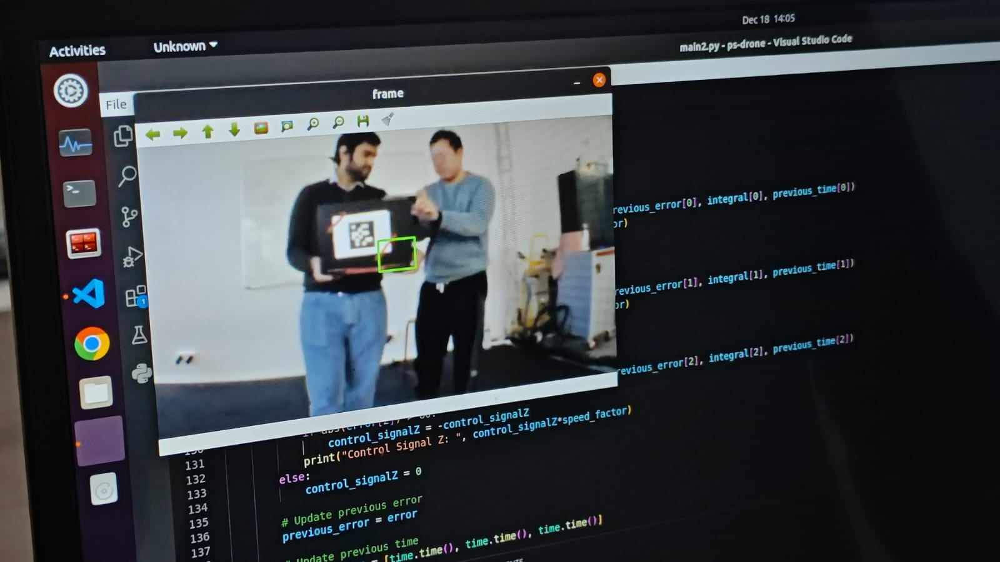 Dec 18 14:05
Activities
Unknown
main2.py - ps-drone - Visual Studio Code
frame
File
revious_error[0], integral[0], previous_time[0])
or)
revious_error[1], integral[1], previous_time[1])
or)
1
revious_error[2], integral[2], previous_time[2])
130
control_signalZ = -control_signalZ
131 print("Control Signal Z: ", control_signalZ*speed_factor)
132 else:
133 control_signalZ = 0
134
135 # Update previous error
136 previous_error = error
137
# Update previous time
= [time.time(), time.time(), time.time()]